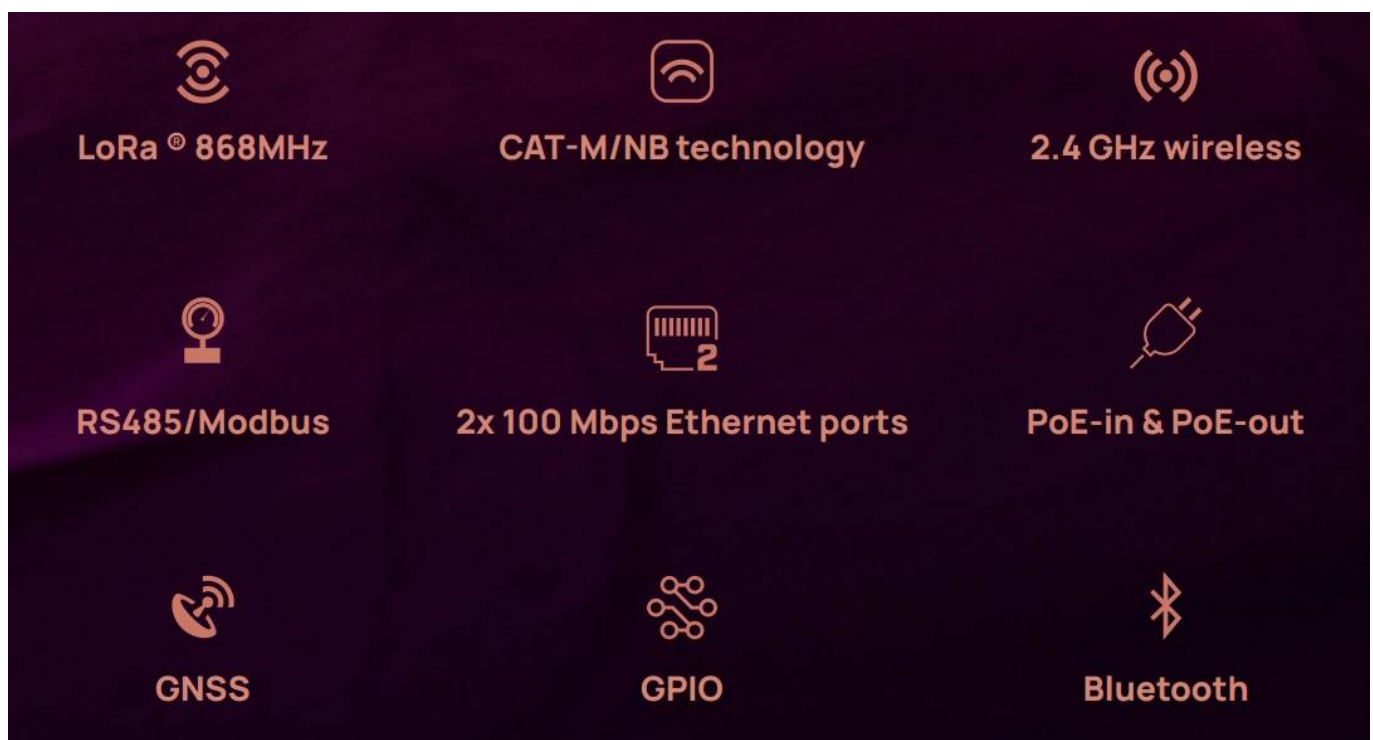 LoRa ® 868MHz
CAT-M/NB technology
2.4 GHz wireless
RS485/Modbus
2
2x 100 Mbps Ethernet ports
PoE-in & PoE-out
GNSS
GPIO
Bluetooth